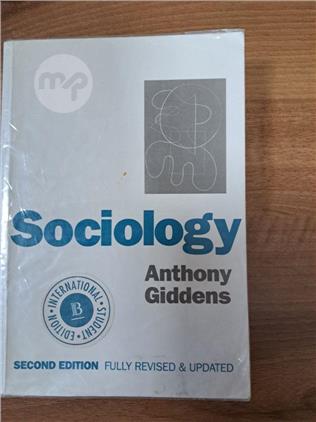 mp
Sociology
Anthony
Giddens
INTERNATIONAL • STUDENT • EDITION •
B
SECOND EDITION FULLY REVISED & UPDATED